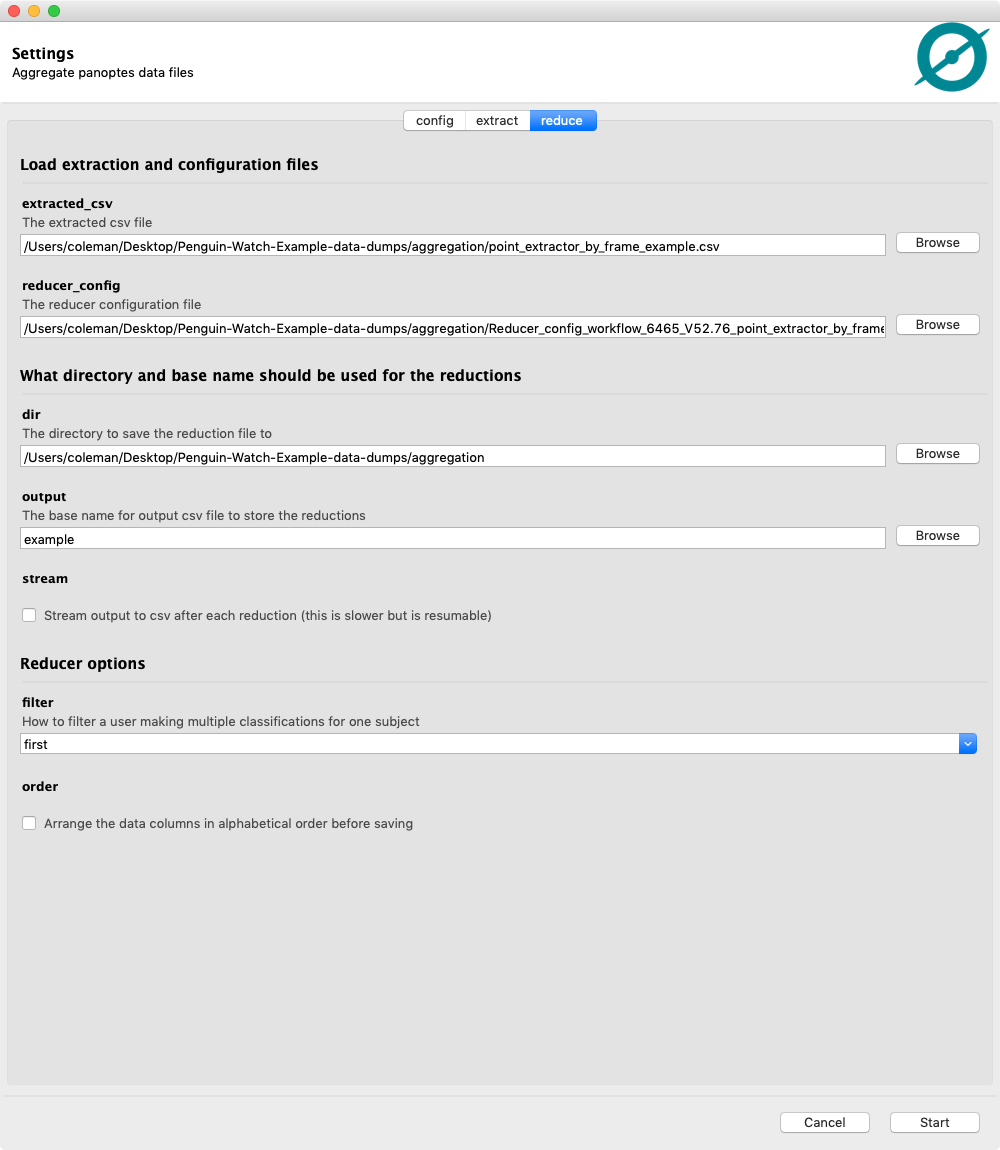 Settings
Aggregate panoptes data files
config extract reduce
Load extraction and configuration files
extracted_csv
The extracted csv file
/Users/coleman/Desktop/Penguin-Watch-Example-data-dumps/aggregation/point_extractor_by_frame_example.csv Browse
reducer_config
The reducer configuration file
/Users/coleman/Desktop/Penguin-Watch-Example-data-dumps/aggregation/Reducer_config_workflow_6465_V52.76_point_extractor_by_frame Browse
What directory and base name should be used for the reductions
dir
The directory to save the reduction file to
/Users/coleman/Desktop/Penguin-Watch-Example-data-dumps/aggregation Browse
output
The base name for output csv file to store the reductions
example Browse
stream
Stream output to csv after each reduction (this is slower but is resumable)
Reducer options
filter
How to filter a user making multiple classifications for one subject
first
order
Arrange the data columns in alphabetical order before saving
Cancel Start